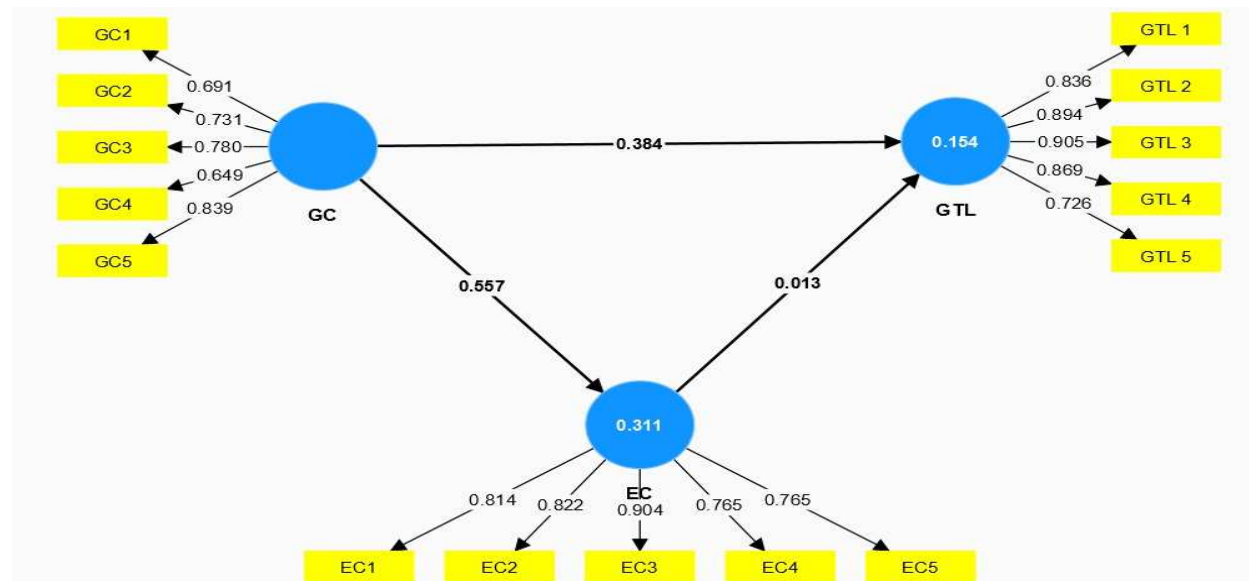 GC1
GC2
GC3
GC4
GC5
0.691
0.731
0.780
0.649
0.839
GC
0.384
0.557
0.013
0.154
GTL
0.836
0.894
0.905
0.869
0.726
GTL 1
GTL 2
GTL 3
GTL 4
GTL 5
0.311
EC
0.814
0.822
0.904
0.765
0.765
EC1
EC2
EC3
EC4
EC5